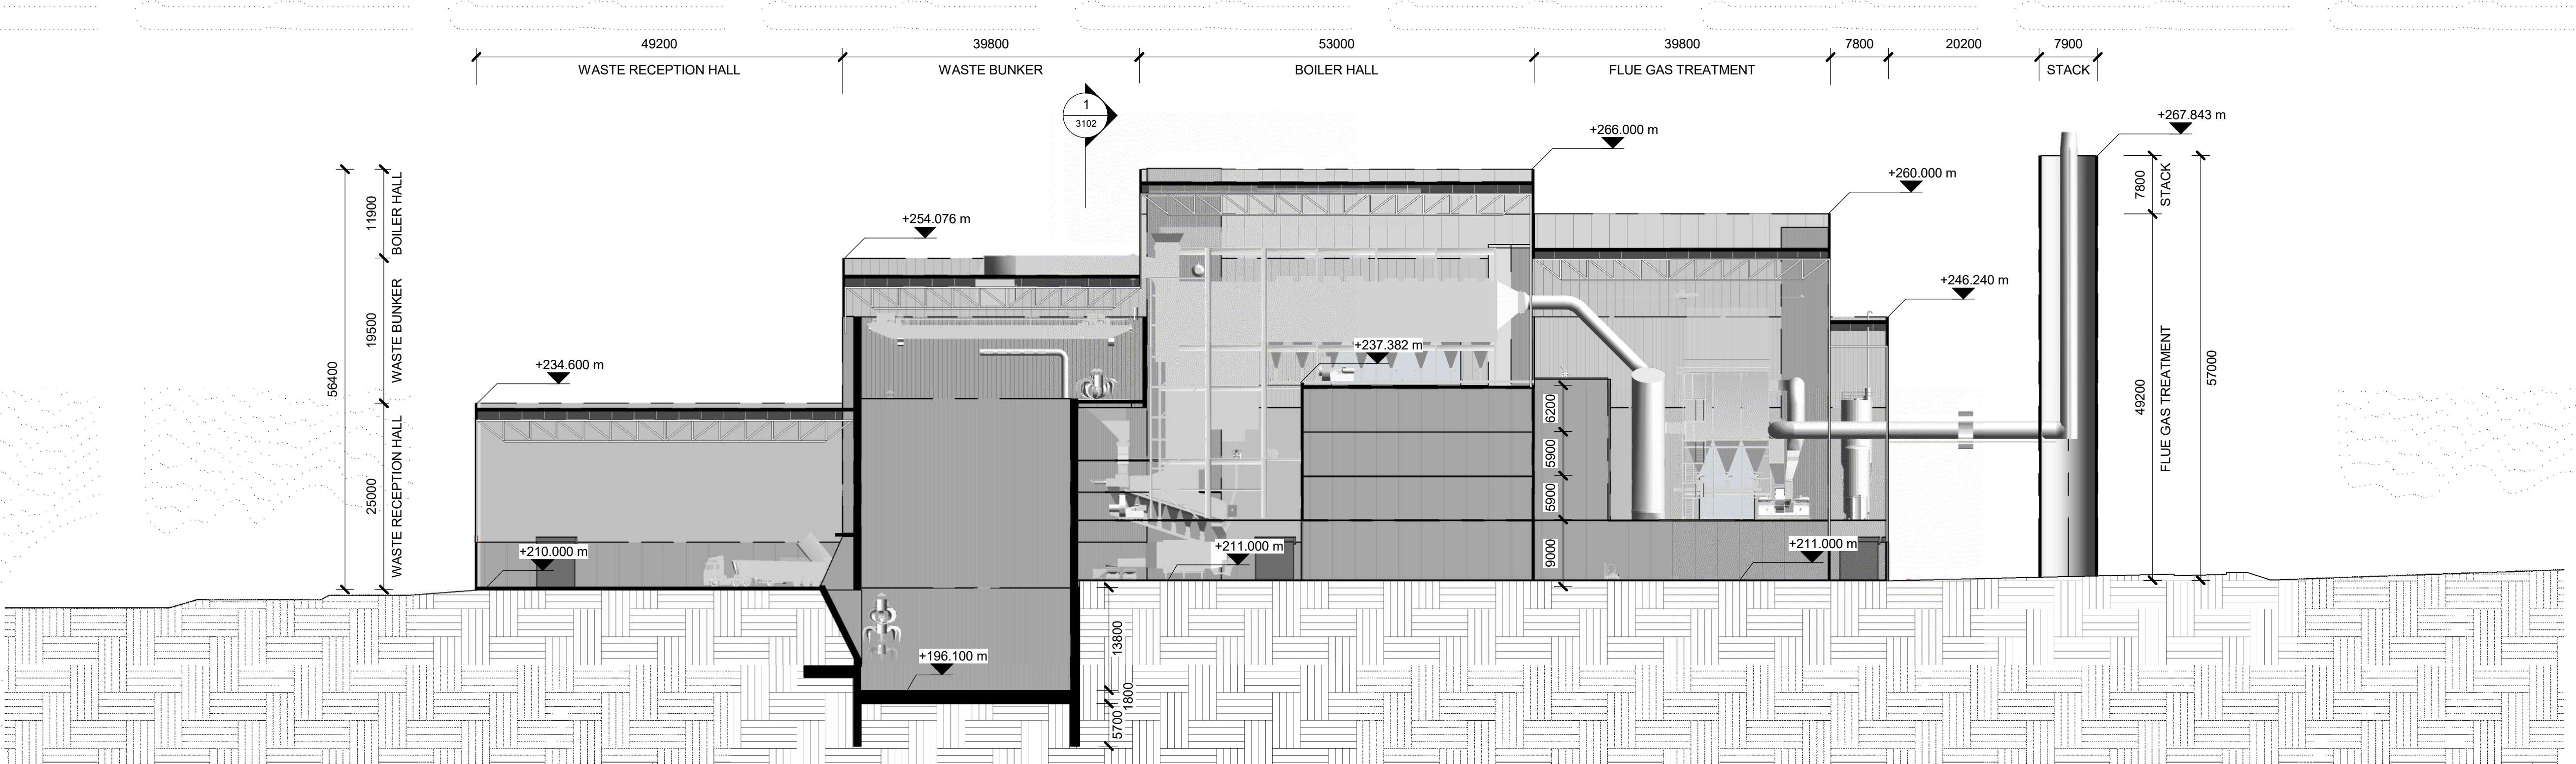 49200
39800
53000
39800
7800
20200
7900
WASTE RECEPTION HALL
WASTE BUNKER
BOILER HALL
FLUE GAS TREATMENT
STACK
1
3102
+267.843 m
+266.000 m
+260.000 m
+254.076 m
+246.240 m
+237.382 m
+234.600 m
+210.000 m
+211.000 m
+211.000 m
+196.100 m
56400
11900
BOILER HALL
19500
WASTE BUNKER
25000
WASTE RECEPTION HALL
6200
5900
5900
9000
13800
1800
5700
7800
STACK
49200
FLUE GAS TREATMENT
57000